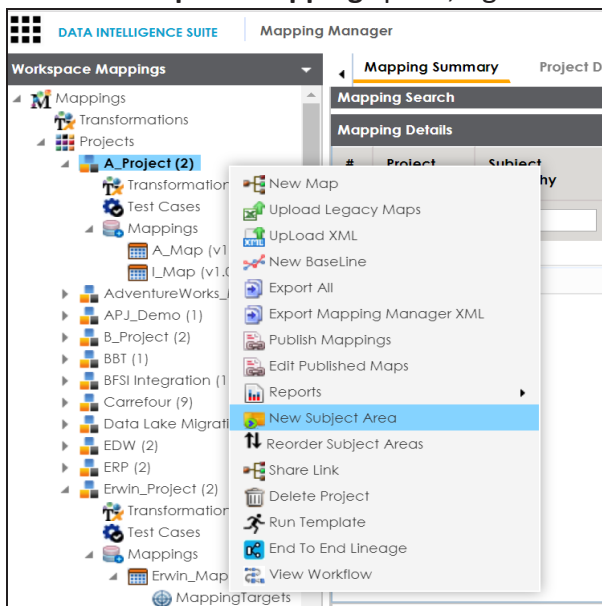 DATA INTELLIGENCE SUITE Mapping Manager
Workspace Mappings
Mapping Summary Project D
Mapping Search
Mapping Details
# Project Subject
hy
Mappings
Transformations
Projects
A_Project (2)
Transformation
Test Cases
Mappings
A_Map (v1
I_Map (v1.0
AdventureWorks_
APJ_Demo (1)
B_Project (2)
BBT (1)
BFSI Integration (1
Carrefour (9)
Data Lake Migrati
EDW (2)
ERP (2)
Erwin_Project (2)
Transformation
Test Cases
Mappings
Erwin_Map
MappingTargets
New Map
Upload Legacy Maps
UpLoad XML
New BaseLine
Export All
Export Mapping Manager XML
Publish Mappings
Edit Published Maps
Reports
New Subject Area
Reorder Subject Areas
Share Link
Delete Project
Run Template
End To End Lineage
View Workflow